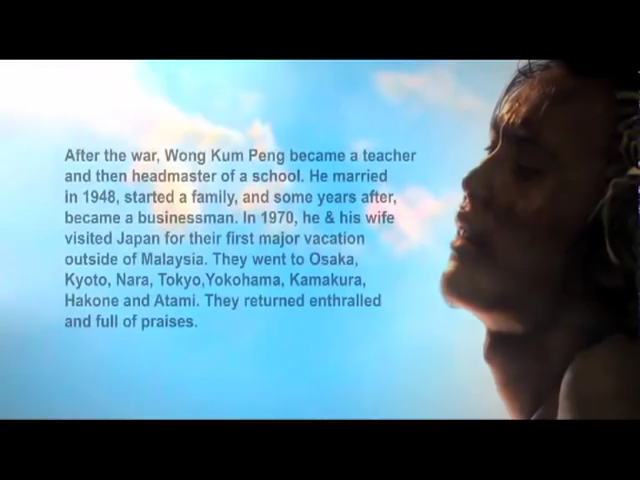 After the war, Wong Kum Peng became a teacher
and then headmaster of a school. He married
in 1948, started a family, and some years after,
became a businessman. In 1970, he & his wife
visited Japan for their first major vacation
outside of Malaysia. They went to Osaka,
Kyoto, Nara, Tokyo,Yokohama, Kamakura,
Hakone and Atami. They returned enthralled
and full of praises.